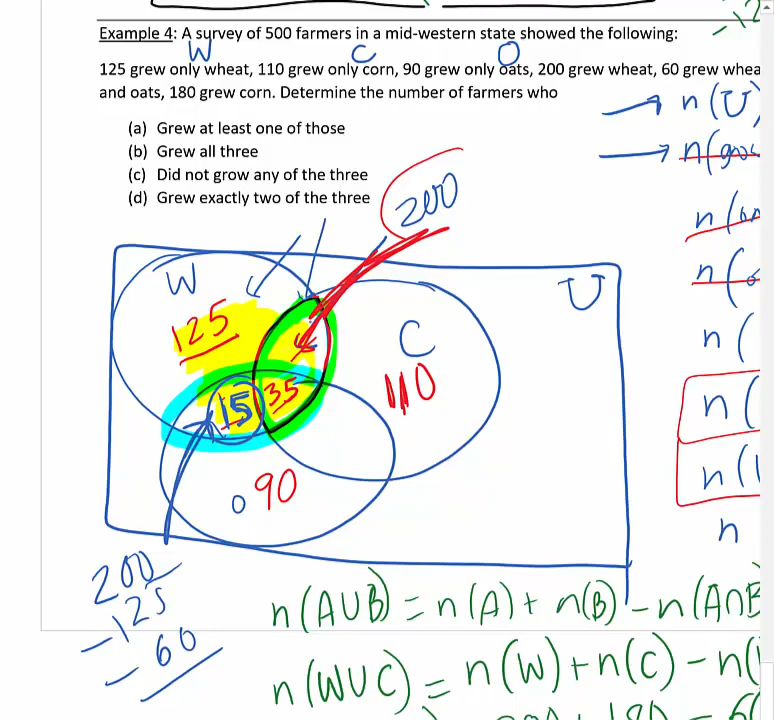 -12
Example 4: A survey of 500 farmers in a mid-western state showed the following:
W C O
125 grew only wheat, 110 grew only corn, 90 grew only oats, 200 grew wheat, 60 grew whea
and oats, 180 grew corn. Determine the number of farmers who
n(U)
(a) Grew at least one of those
(b) Grew all three
(c) Did not grow any of the three
(d) Grew exactly two of the three
200
n(
n(
n(
n(
n(
n
W
U
125
C
110
15
35
O 90
200
-125
-60
n(AUB) = n(A) + n(B) - n(A∩B
n(WUC) = n(W) + n(C) - n(